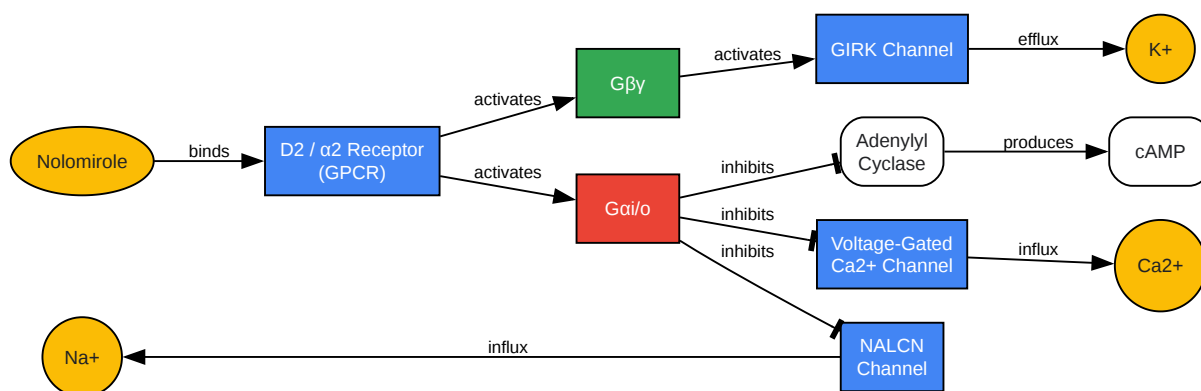 Nolomirole
binds
D2 / α2 Receptor
(GPCR)
activates
activates
Gβγ
Gαi/o
activates
GIRK Channel
efflux
K+
inhibits
Adenylyl
Cyclase
produces
cAMP
inhibits
Voltage-Gated
Ca2+ Channel
influx
Ca2+
inhibits
NALCN
Channel
influx
Na+